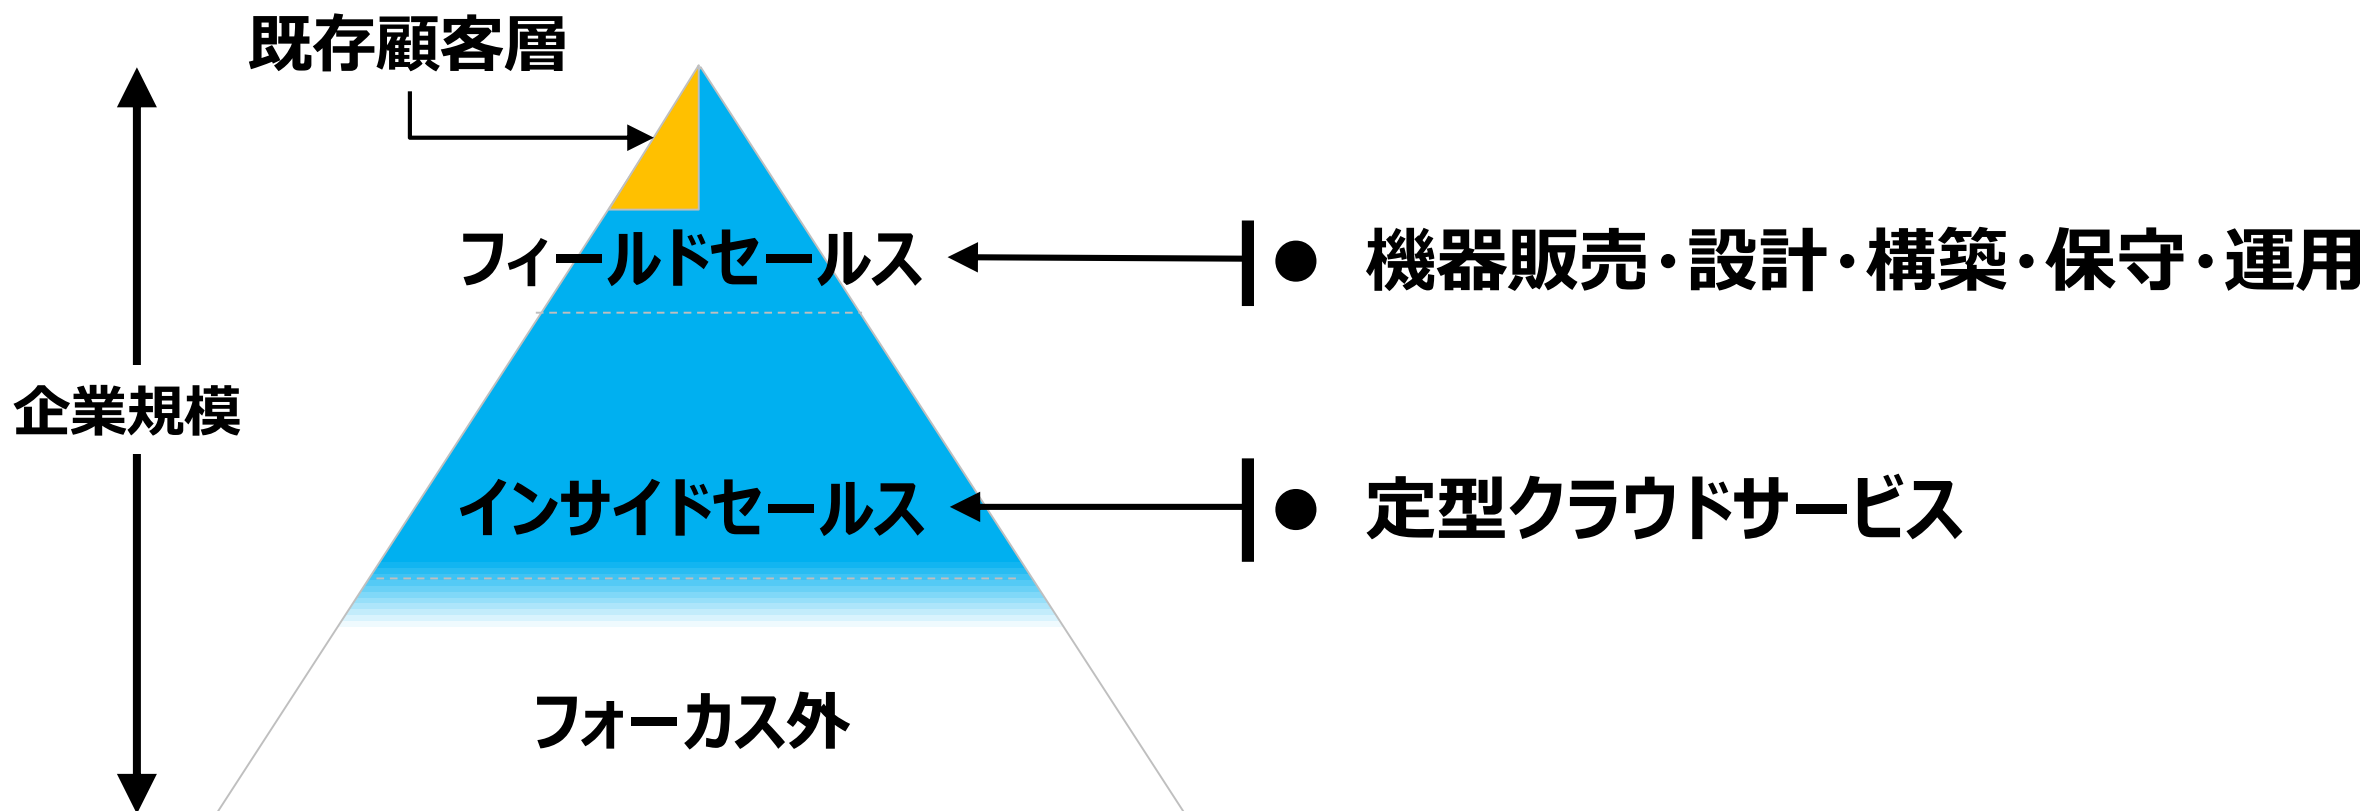 既存顧客層
フィールドセールス
● 機器販売・設計・構築・保守・運用
企業規模
インサイドセールス
● 定型クラウドサービス
フォーカス外